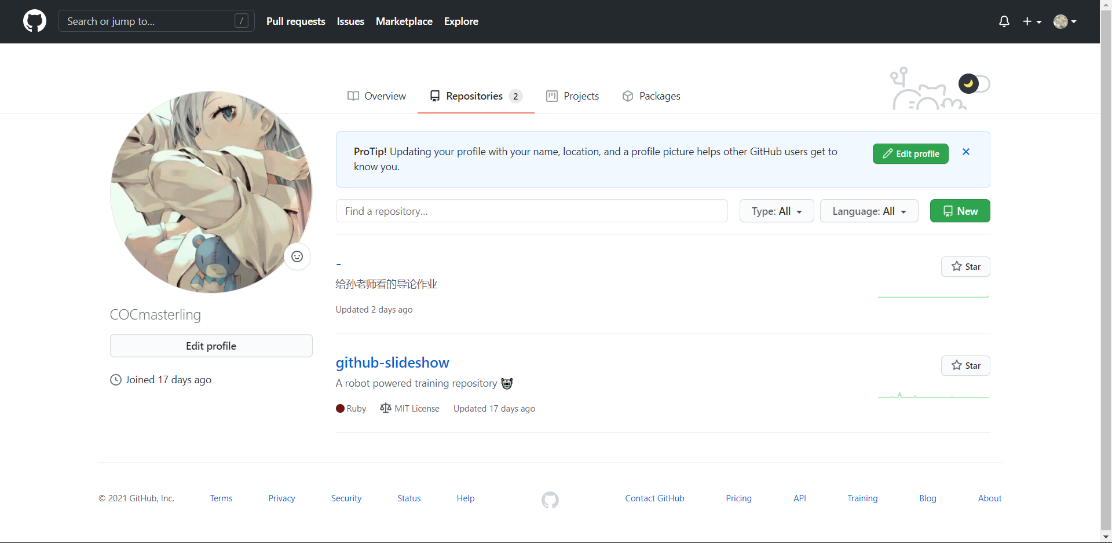 Search or jump to...
/
Pull requests
Issues
Marketplace
Explore
Overview
Repositories 2
Projects
Packages
ProTip! Updating your profile with your name, location, and a profile picture helps other GitHub users get to
know you.
Edit profile
Find a repository...
Type: All
Language: All
New
-
给孙老师看的导论作业
Updated 2 days ago
Star
COCmasterling
Edit profile
Joined 17 days ago
github-slideshow
A robot powered training repository
Ruby
MIT License
Updated 17 days ago
Star
© 2021 GitHub, Inc.
Terms
Privacy
Security
Status
Help
Contact GitHub
Pricing
API
Training
Blog
About